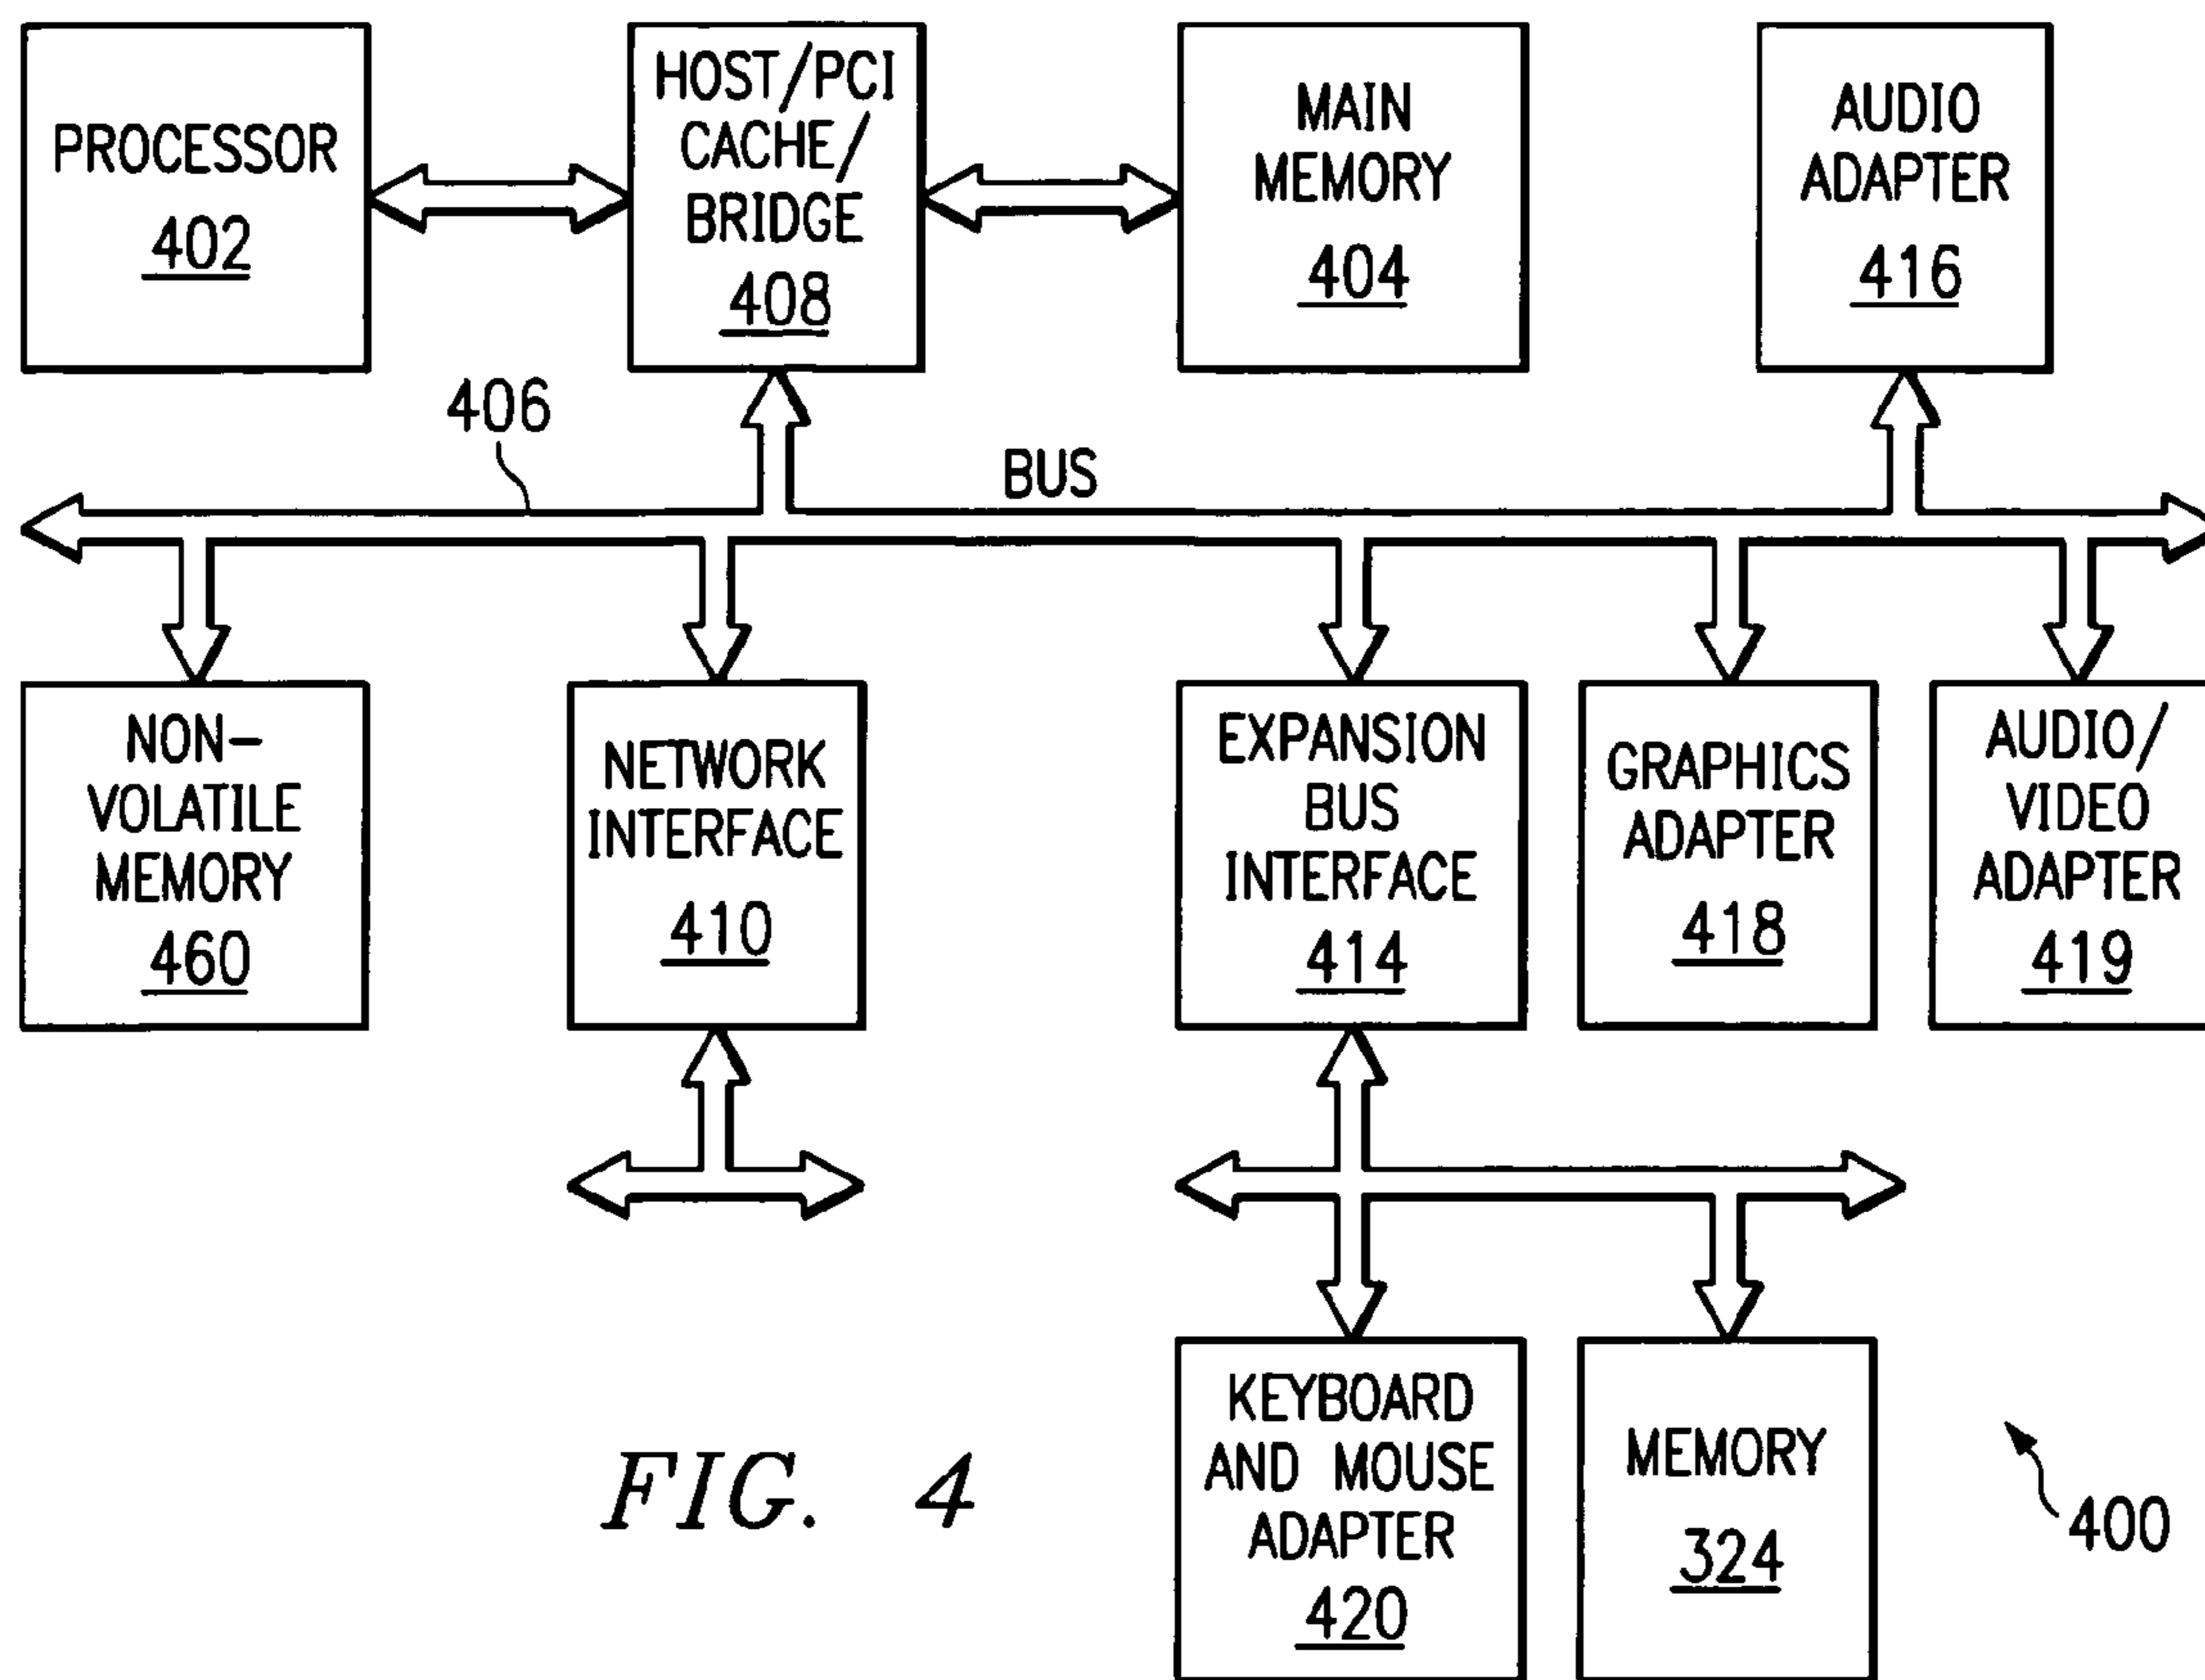 PROCESSOR
402
HOST/PCI
CACHE/
BRIDGE
408
MAIN
MEMORY
404
AUDIO
ADAPTER
416
406
BUS
NON-
VOLATILE
MEMORY
460
NETWORK
INTERFACE
410
EXPANSION
BUS
INTERFACE
414
GRAPHICS
ADAPTER
418
AUDIO/
VIDEO
ADAPTER
419
KEYBOARD
AND MOUSE
ADAPTER
420
MEMORY
324
400
FIG. 4